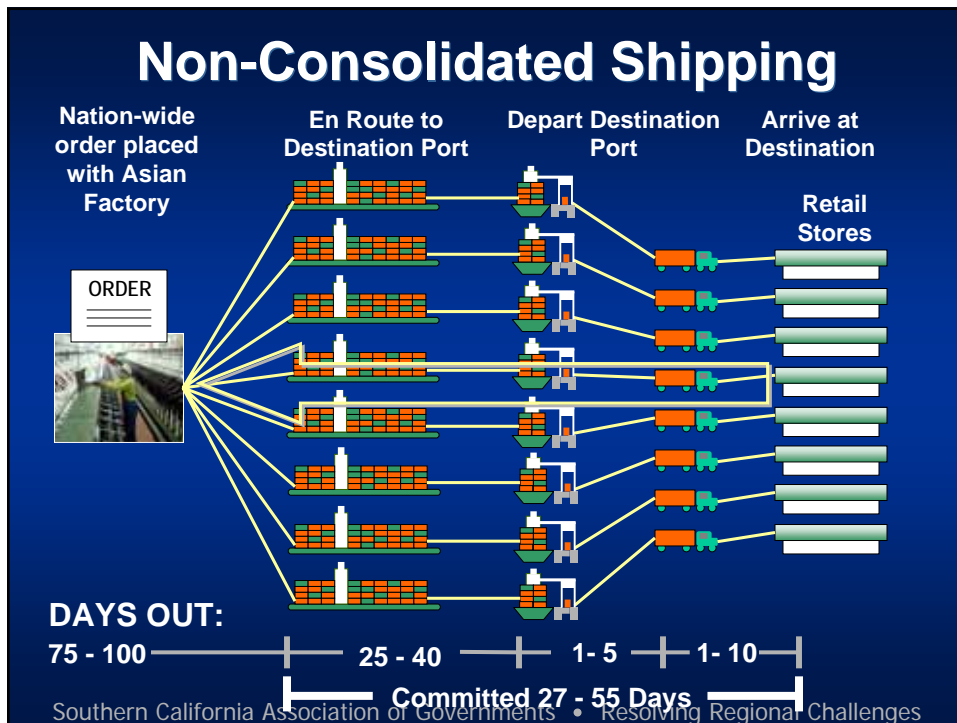 Non-Consolidated Shipping
Nation-wide
order placed
with Asian
Factory
En Route to
Destination Port
Depart Destination
Port
Arrive at
Destination
Retail
Stores
ORDER
DAYS OUT:
75 - 100
25 - 40
1- 5
1- 10
Committed 27 - 55 Days
Southern California Association of Governments • Resolving Regional Challenges